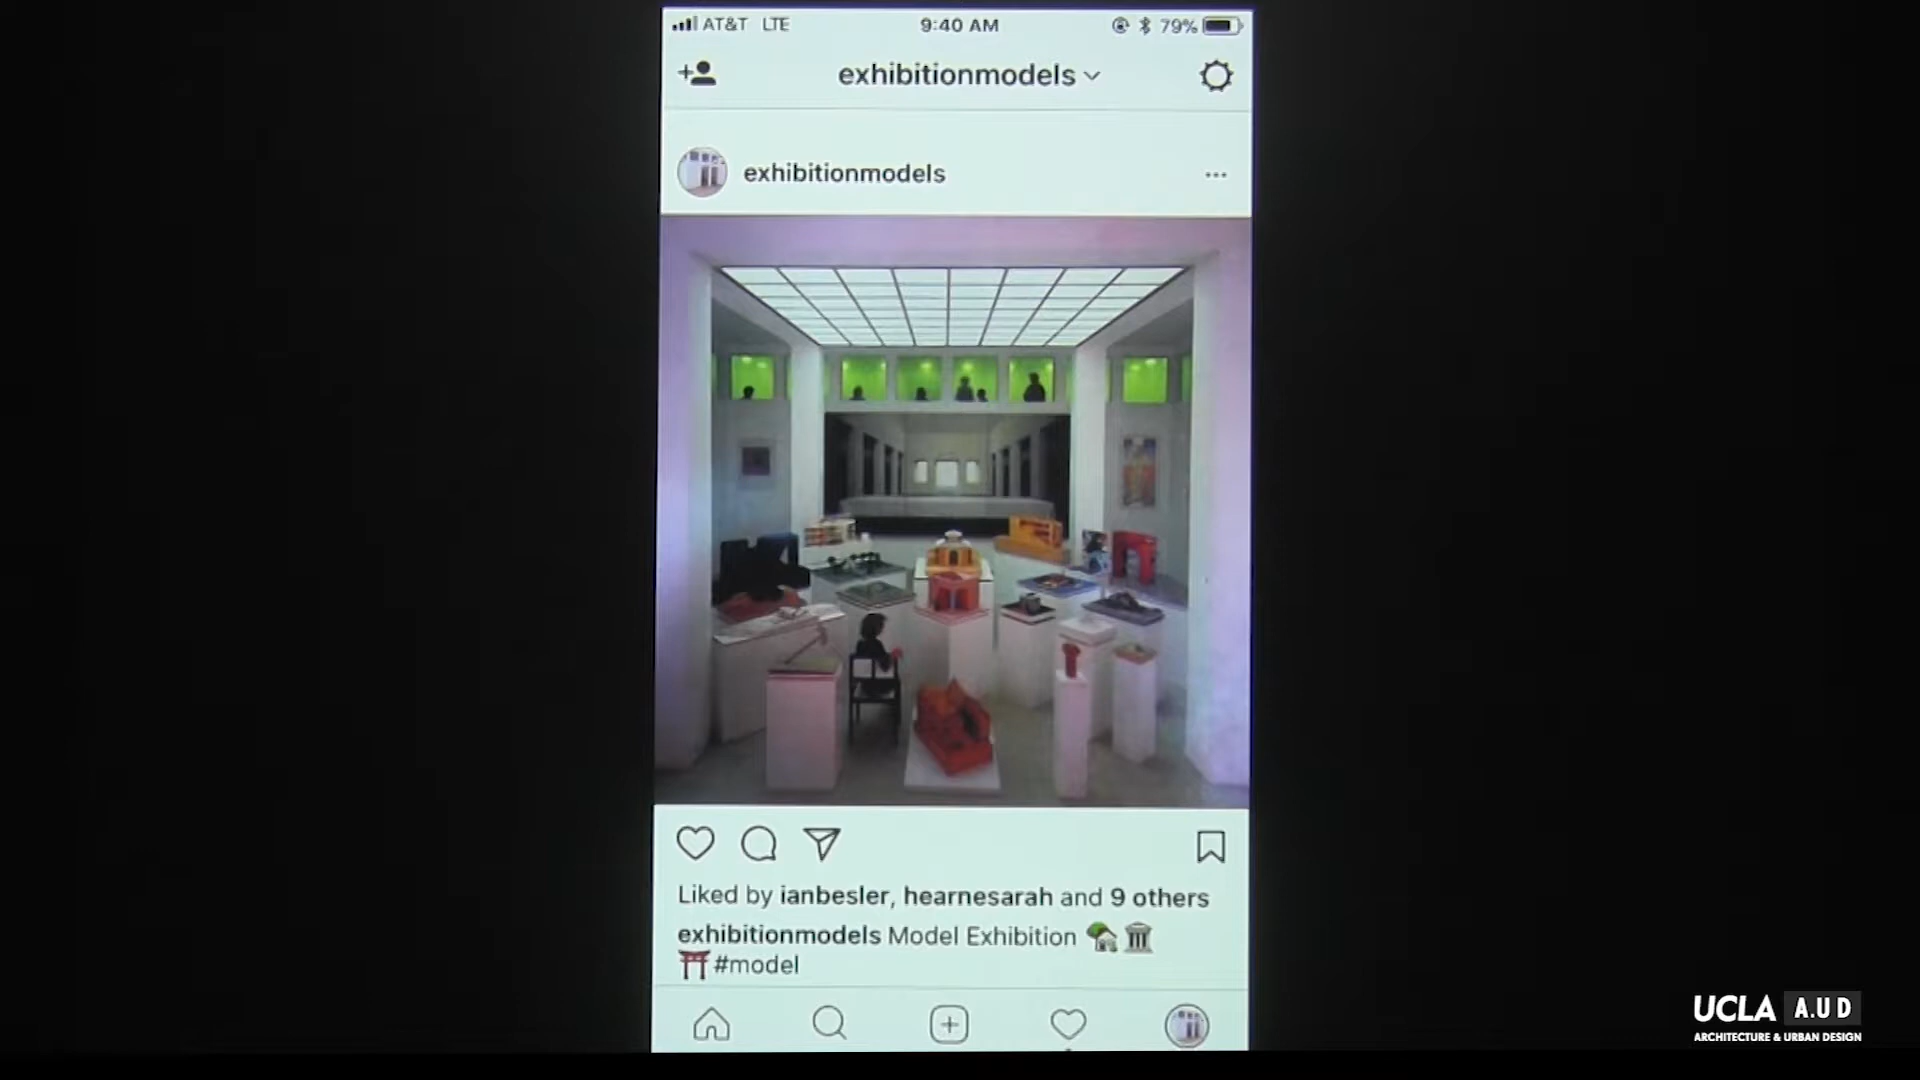 AT&T LTE 9:40 AM 79%
exhibitionmodels
exhibitionmodels
Liked by ianbesler, hearnesarah and 9 others
exhibitionmodels Model Exhibition 🏡🏛
⛩#model
UCLA A.UD
ARCHITECTURE & URBAN DESIGN